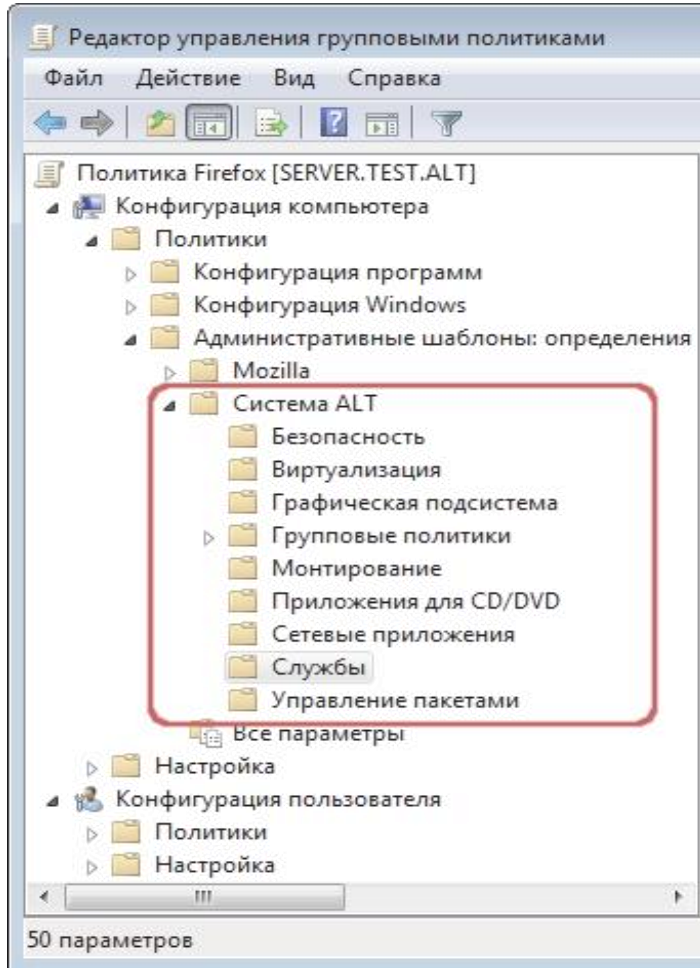 Редактор управления групповыми политиками
Файл Действие Вид Справка
Политика Firefox [SERVER.TEST.ALT]
Конфигурация компьютера
Политики
Конфигурация программ
Конфигурация Windows
Административные шаблоны: определения
Mozilla
Система ALT
Безопасность
Виртуализация
Графическая подсистема
Групповые политики
Монтирование
Приложения для CD/DVD
Сетевые приложения
Службы
Управление пакетами
Все параметры
Настройка
Конфигурация пользователя
Политики
Настройка
50 параметров